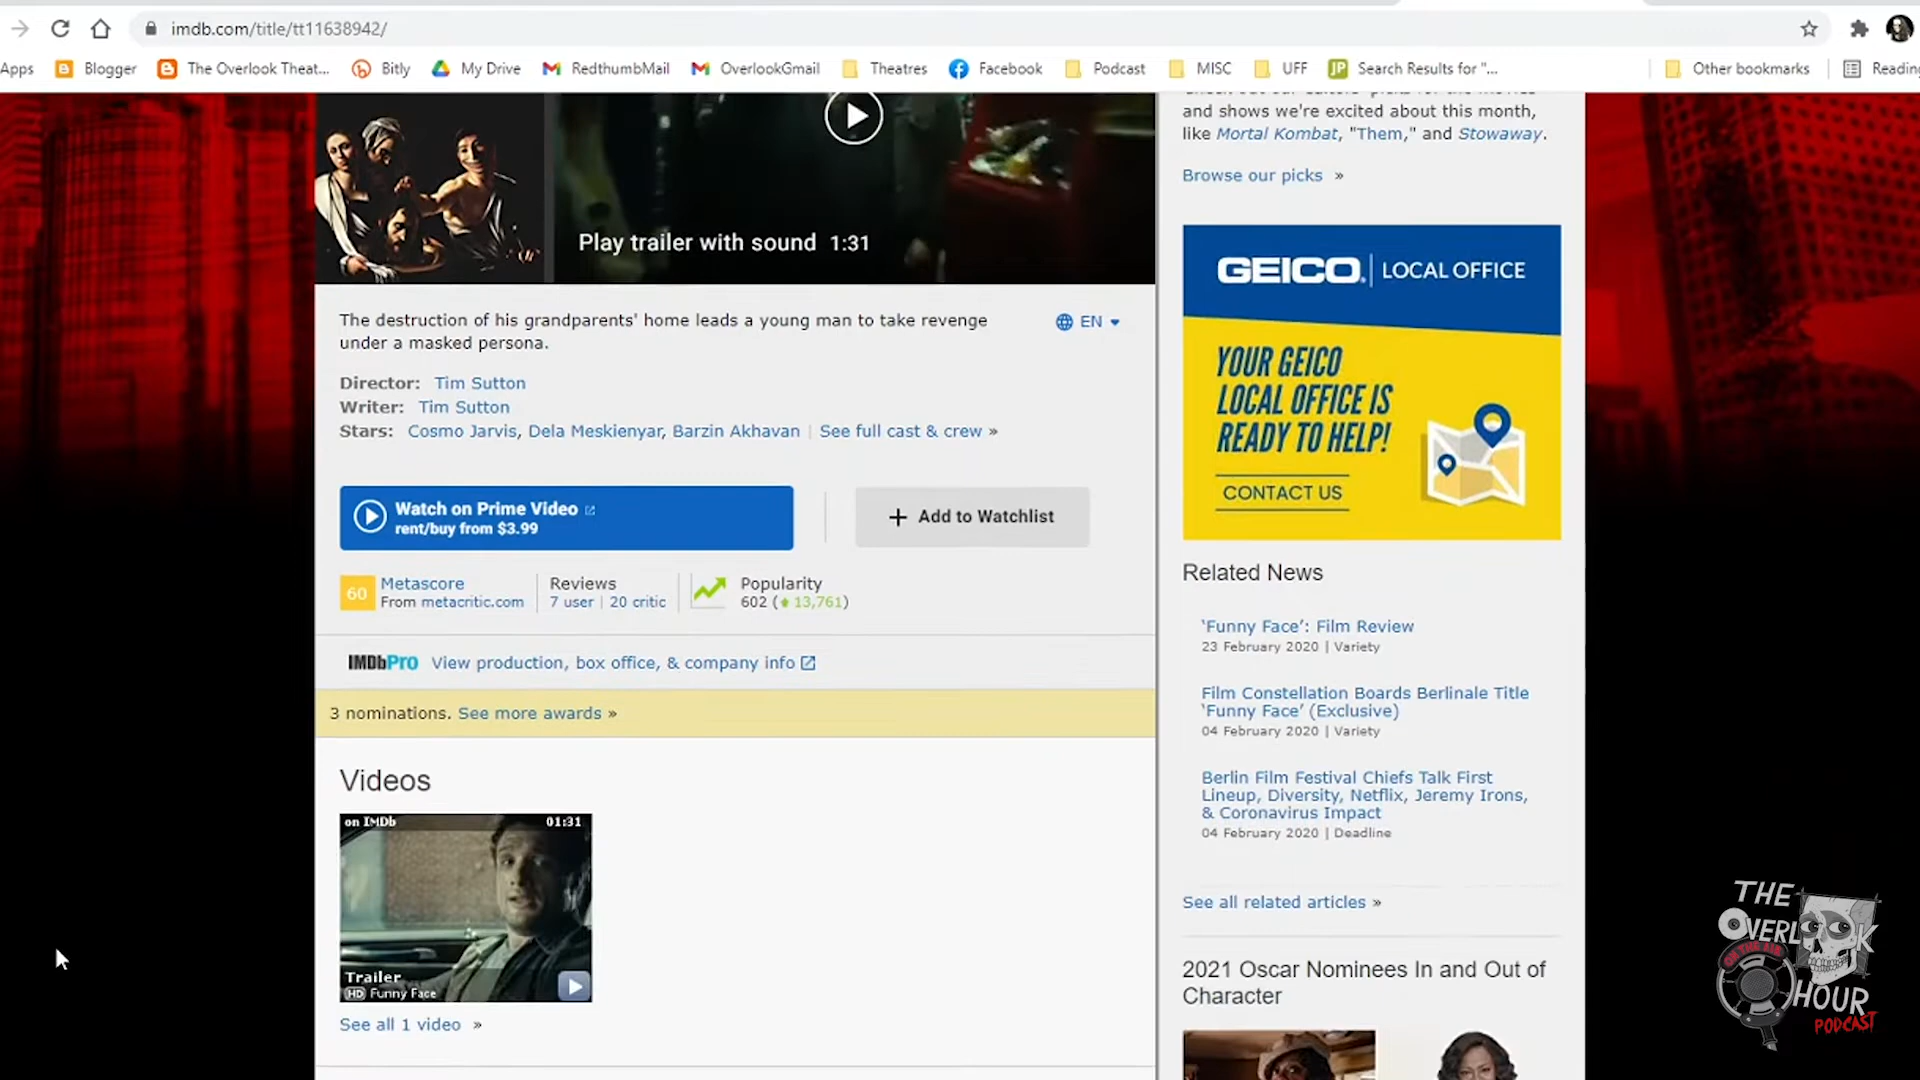 imdb.com/title/tt11638942/
Apps Blogger The Overlook Theat... Bitly My Drive RedthumbMail OverlookGmail Theatres Facebook Podcast MISC UFF JP Search Results for "... Other bookmarks Reading
and shows we're excited about this month,
like Mortal Kombat, "Them," and Stowaway.
Browse our picks »
Play trailer with sound 1:31
GEICO. LOCAL OFFICE
YOUR GEICO
LOCAL OFFICE IS
READY TO HELP!
CONTACT US
The destruction of his grandparents' home leads a young man to take revenge
under a masked persona.
EN
Director: Tim Sutton
Writer: Tim Sutton
Stars: Cosmo Jarvis, Dela Meskienyar, Barzin Akhavan | See full cast & crew »
Watch on Prime Video
rent/buy from $3.99
+ Add to Watchlist
60 Metascore
From metacritic.com
Reviews
7 user | 20 critic
Popularity
602 (13,761)
IMDbPro View production, box office, & company info
3 nominations. See more awards »
Videos
on IMDb 01:31
Trailer
HD Funny Face
See all 1 video »
Related News
‘Funny Face’: Film Review
23 February 2020 | Variety
Film Constellation Boards Berlinale Title
‘Funny Face’ (Exclusive)
04 February 2020 | Variety
Berlin Film Festival Chiefs Talk First
Lineup, Diversity, Netflix, Jeremy Irons,
& Coronavirus Impact
04 February 2020 | Deadline
See all related articles »
2021 Oscar Nominees In and Out of
Character
THE
OVERLOOK
ON THE AIR
HOUR
PODCAST